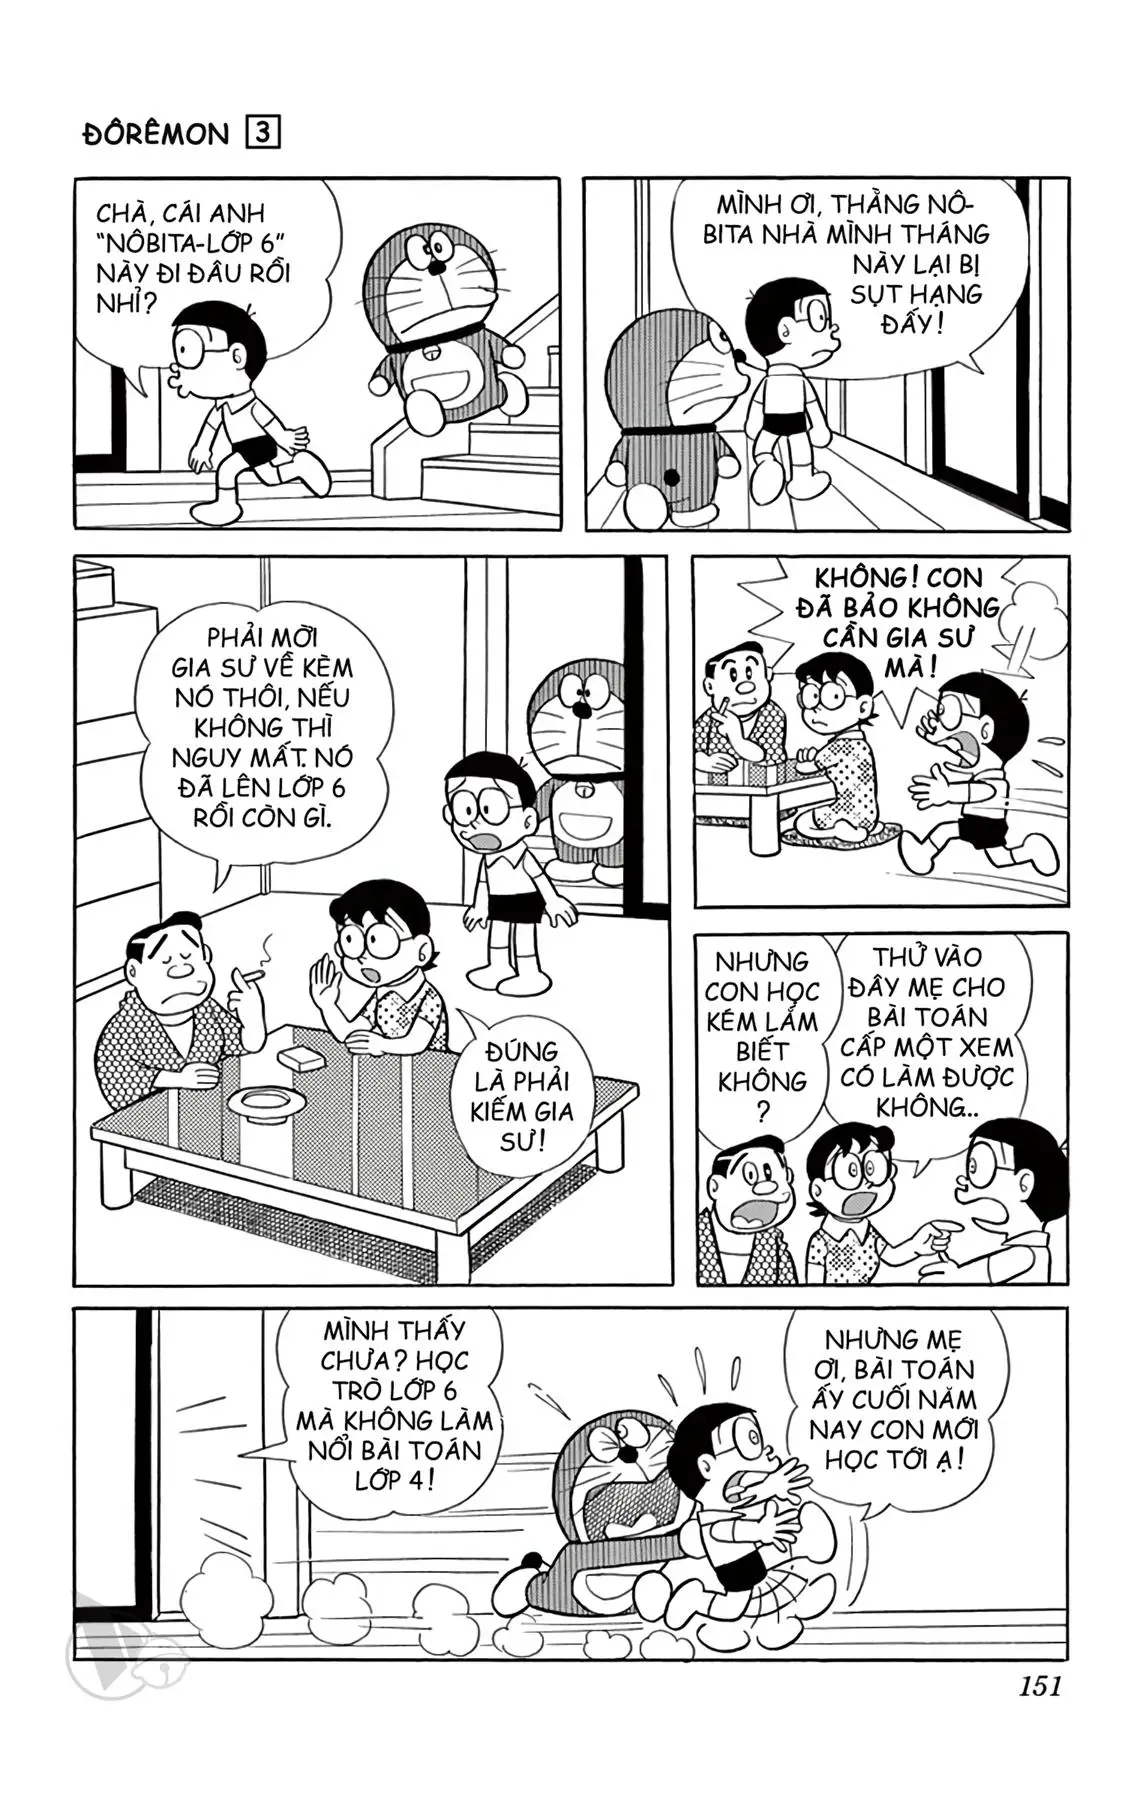 ĐÔRÊMON 3
CHÀ, CÁI ANH
“NÔBITA-LỚP 6”
NÀY ĐI ĐÂU RỒI
NHỈ?
MÌNH ƠI, THẰNG NÔ-
BITA NHÀ MÌNH THÁNG
NÀY LẠI BỊ
SỤT HẠNG
ĐẤY!
PHẢI MỜI
GIA SƯ VỀ KÈM
NÓ THÔI, NẾU
KHÔNG THÌ
NGUY MẤT. NÓ
ĐÃ LÊN LỚP 6
RỒI CÒN GÌ.
ĐÚNG
LÀ PHẢI
KIẾM GIA
SƯ!
KHÔNG! CON
ĐÃ BẢO KHÔNG
CẦN GIA SƯ
MÀ!
NHƯNG
CON HỌC
KÉM LẮM
BIẾT
KHÔNG
?
THỬ VÀO
ĐÂY MẸ CHO
BÀI TOÁN
CẤP MỘT XEM
CÓ LÀM ĐƯỢC
KHÔNG..
MÌNH THẤY
CHƯA? HỌC
TRÒ LỚP 6
MÀ KHÔNG LÀM
NỔI BÀI TOÁN
LỚP 4!
NHƯNG MẸ
ƠI, BÀI TOÁN
ẤY CUỐI NĂM
NAY CON MỚI
HỌC TỚI Ạ!
151